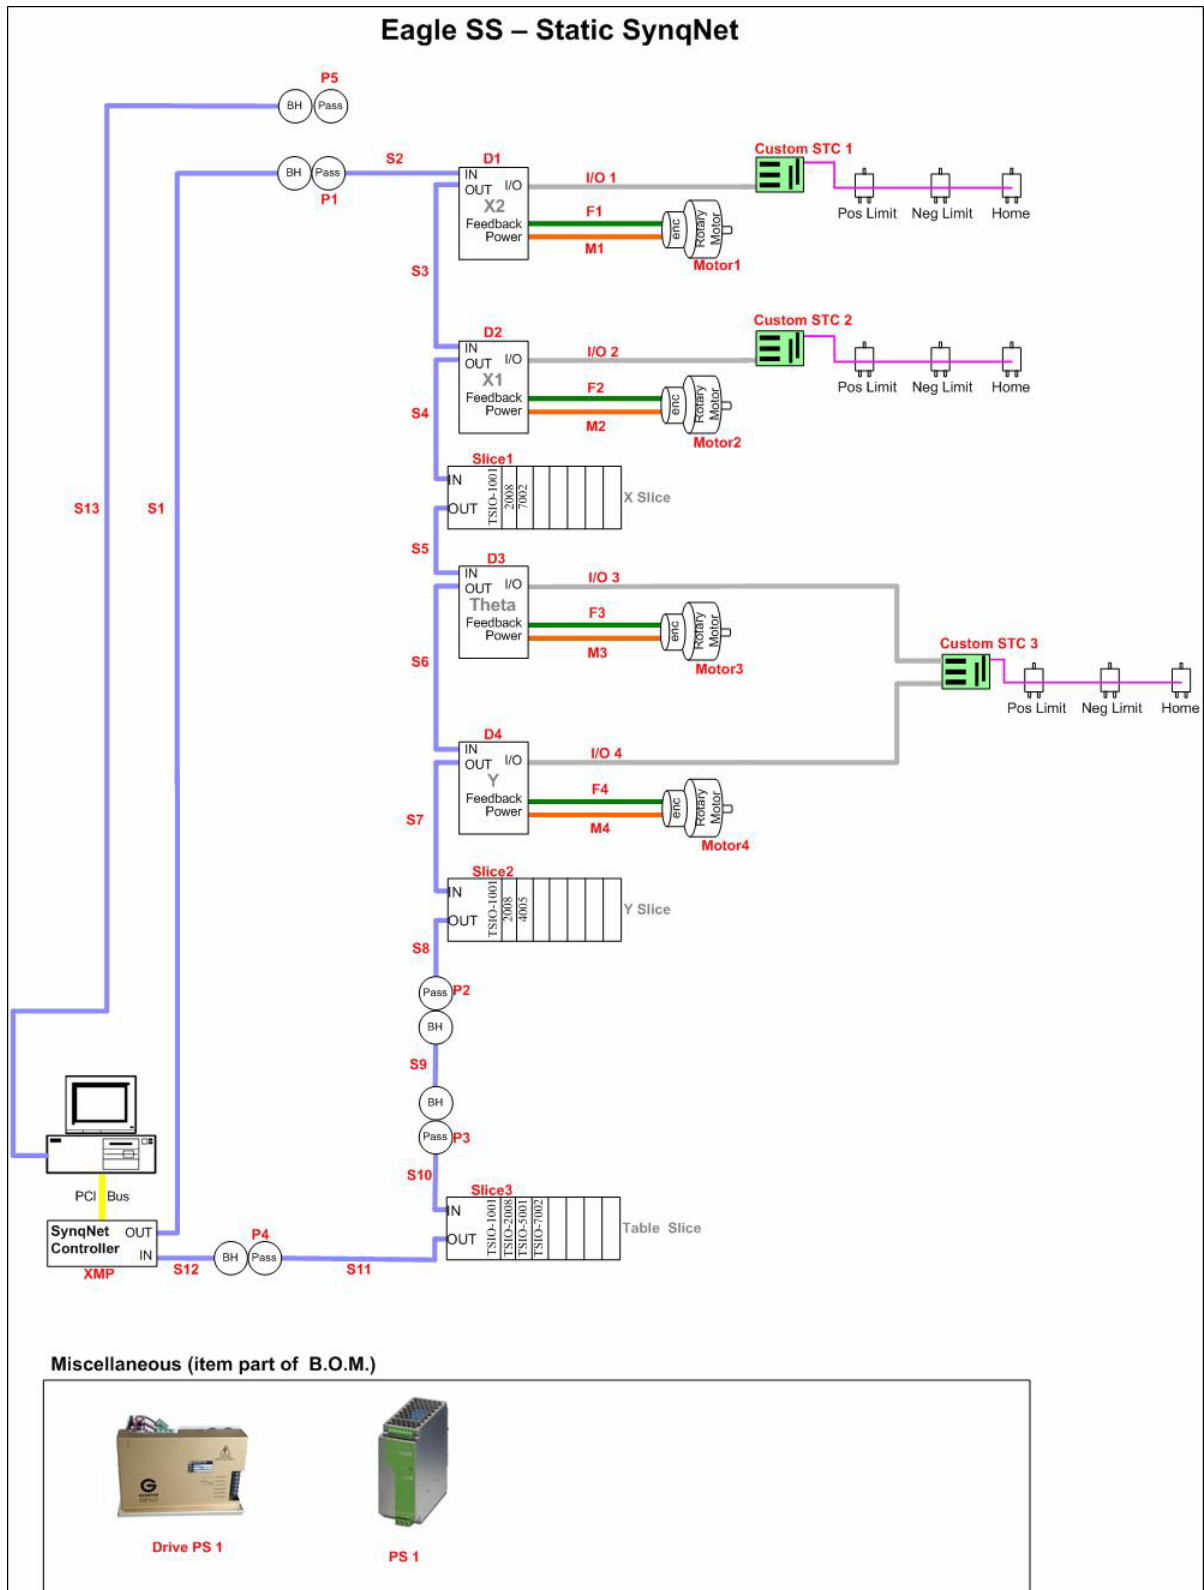 Eagle SS – Static SynqNet
P5
BH
Pass
BH
Pass
P1
S2
S13
S1
D1
IN
OUT
I/O
X2
Feedback
Power
I/O 1
F1
M1
enc
Rotary
Motor
Motor1
Custom STC 1
Pos Limit
Neg Limit
Home
S3
D2
IN
OUT
I/O
X1
Feedback
Power
I/O 2
F2
M2
enc
Rotary
Motor
Motor2
Custom STC 2
Pos Limit
Neg Limit
Home
S4
Slice1
IN
OUT
TSIO-1001
2008
7002
X Slice
S5
D3
IN
OUT
I/O
Theta
Feedback
Power
I/O 3
F3
M3
enc
Rotary
Motor
Motor3
Custom STC 3
Pos Limit
Neg Limit
Home
S6
D4
IN
OUT
I/O
Y
Feedback
Power
I/O 4
F4
M4
enc
Rotary
Motor
Motor4
S7
Slice2
IN
OUT
TSIO-1001
2008
4005
Y Slice
S8
Pass
P2
BH
S9
BH
Pass
P3
S10
Slice3
IN
OUT
TSIO-1001
TSIO-2008
TSIO-5001
TSIO-7002
Table Slice
PCI Bus
SynqNet
Controller
OUT
IN
XMP
S12
P4
BH
Pass
S11
Miscellaneous (item part of B.O.M.)
G
Drive PS 1
PS 1